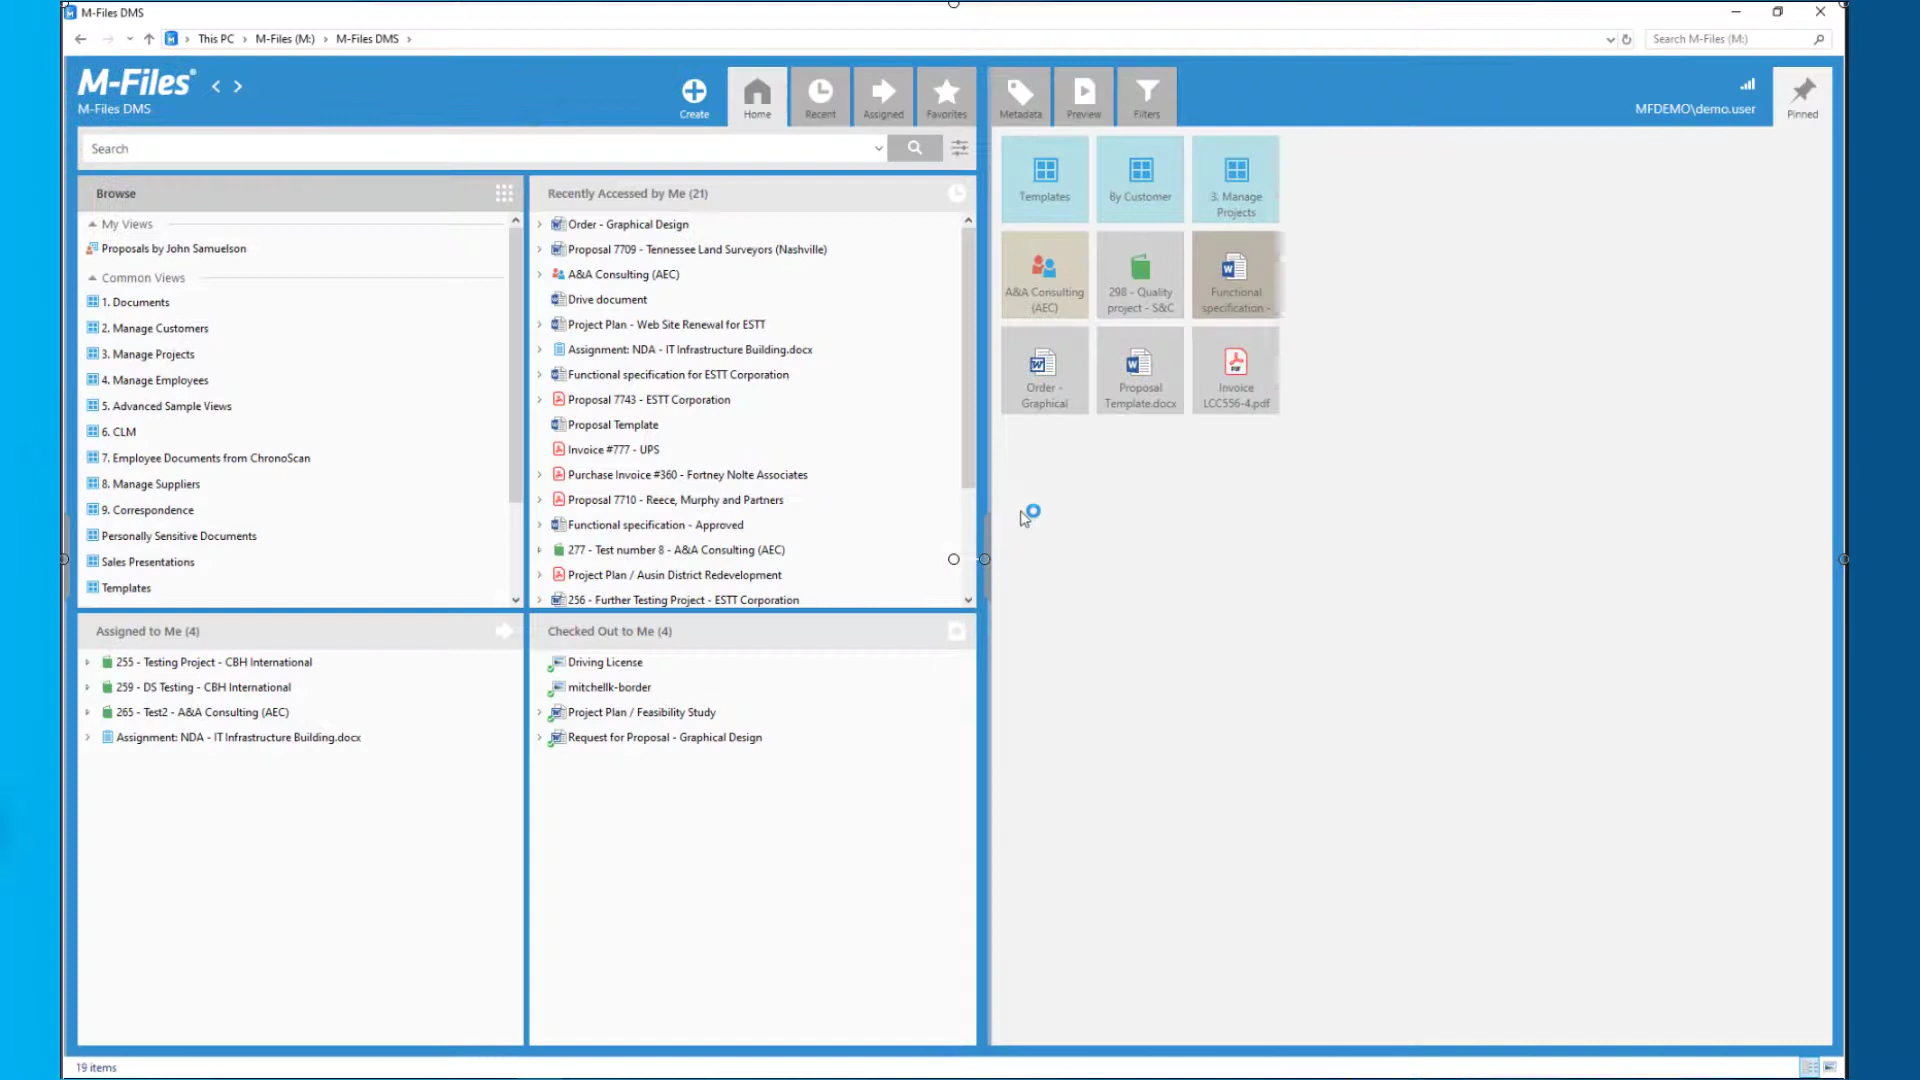 M-Files DMS
This PC > M-Files (M:) > M-Files DMS >
Search M-Files (M:)
M-Files®
M-Files DMS
Create
Home
Recent
Assigned
Favorites
Metadata
Preview
Filters
MFDEMO\demo.user
Pinned
Search
Browse
My Views
Proposals by John Samuelson
Common Views
1. Documents
2. Manage Customers
3. Manage Projects
4. Manage Employees
5. Advanced Sample Views
6. CLM
7. Employee Documents from ChronoScan
8. Manage Suppliers
9. Correspondence
Personally Sensitive Documents
Sales Presentations
Templates
Recently Accessed by Me (21)
Order - Graphical Design
Proposal 7709 - Tennessee Land Surveyors (Nashville)
A&A Consulting (AEC)
Drive document
Project Plan - Web Site Renewal for ESTT
Assignment: NDA - IT Infrastructure Building.docx
Functional specification for ESTT Corporation
Proposal 7743 - ESTT Corporation
Proposal Template
Invoice #777 - UPS
Purchase Invoice #360 - Fortney Nolte Associates
Proposal 7710 - Reece, Murphy and Partners
Functional specification - Approved
277 - Test number 8 - A&A Consulting (AEC)
Project Plan / Ausin District Redevelopment
256 - Further Testing Project - ESTT Corporation
Assigned to Me (4)
255 - Testing Project - CBH International
259 - DS Testing - CBH International
265 - Test2 - A&A Consulting (AEC)
Assignment: NDA - IT Infrastructure Building.docx
Checked Out to Me (4)
Driving License
mitchellk-border
Project Plan / Feasibility Study
Request for Proposal - Graphical Design
Templates
By Customer
3. Manage
Projects
A&A Consulting
(AEC)
298 - Quality
project - S&C
Functional
specification -
Order -
Graphical
Proposal
Template.docx
PDF
Invoice
LCC556-4.pdf
19 items